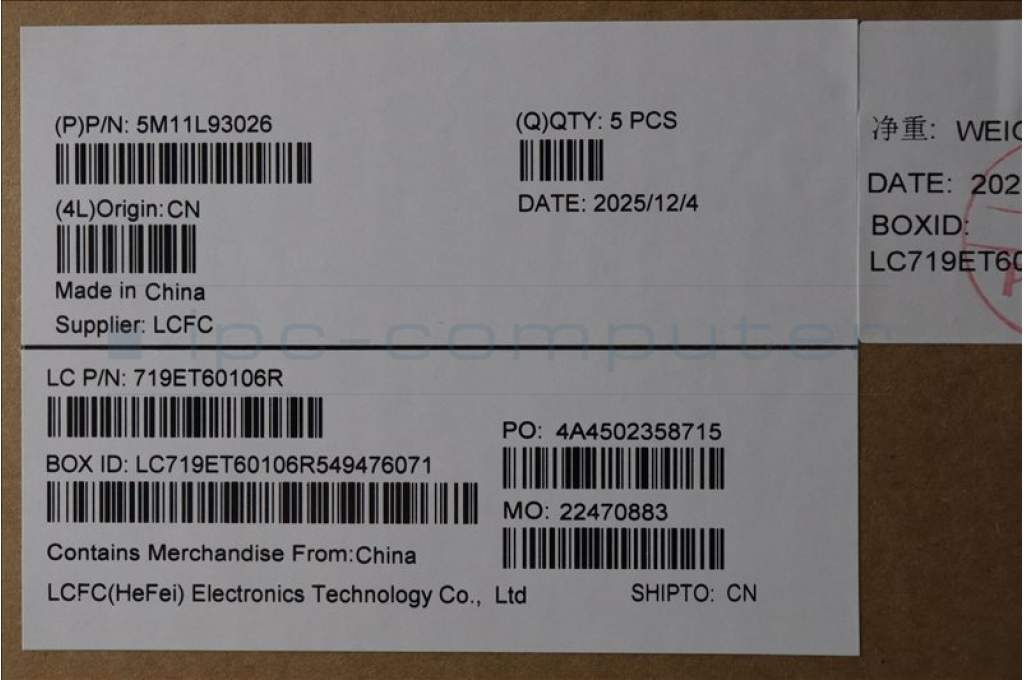 (P)P/N: 5M11L93026
(Q)QTY: 5 PCS
(4L)Origin:CN
DATE: 2025/12/4
Made in China
Supplier: LCFC
ipc-computer
LC P/N: 719ET60106R
BOX ID: LC719ET60106R549476071
PO: 4A4502358715
MO: 22470883
Contains Merchandise From:China
LCFC(HeFei) Electronics Technology Co., Ltd
SHIPTO: CN
净重:
DATE: 202
BOXID:
LC719ET60